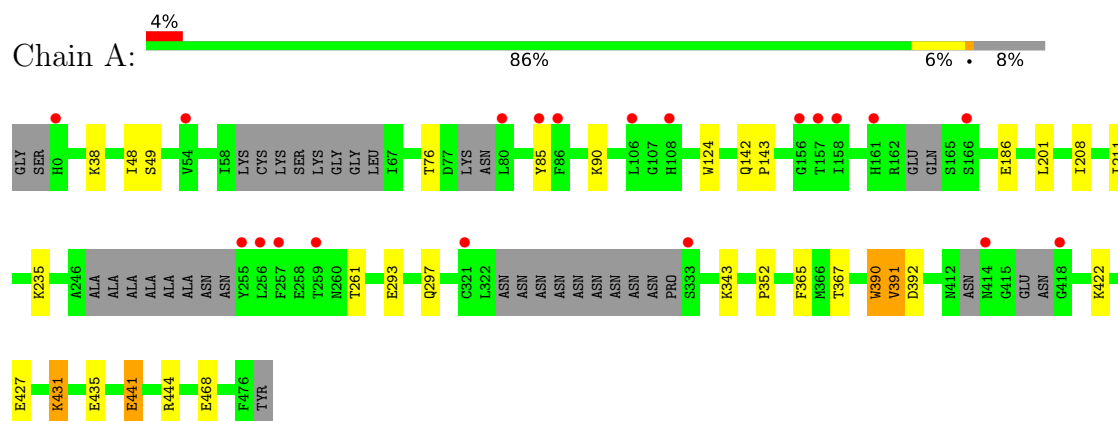 4%
Chain A:
86% 6% • 8%
GLY SER H0 K38 I48 S49 V54 I58 LYS CYS LYS SER LYS GLY GLY LEU I67 T76 D77 LYS ASN L80 Y85 F86 K90 L106 G107 H108 W124 Q142 P143 G156 T157 I158 H161 R162 GLU GLN S165 S166 E186 L201 I208
K235 A246 ALA ALA ALA ALA ALA ALA ASN ASN Y255 L256 F257 E258 T259 N260 T261 E293 Q297 C321 L322 ASN ASN ASN ASN ASN ASN ASN ASN ASN PRO S333 K343 P352 F365 M366 T367 W390 V391 D392 N412 ASN N414 G415 GLU ASN G418 K422
E427 K431 E435 E441 R444 E468 F476 TYR